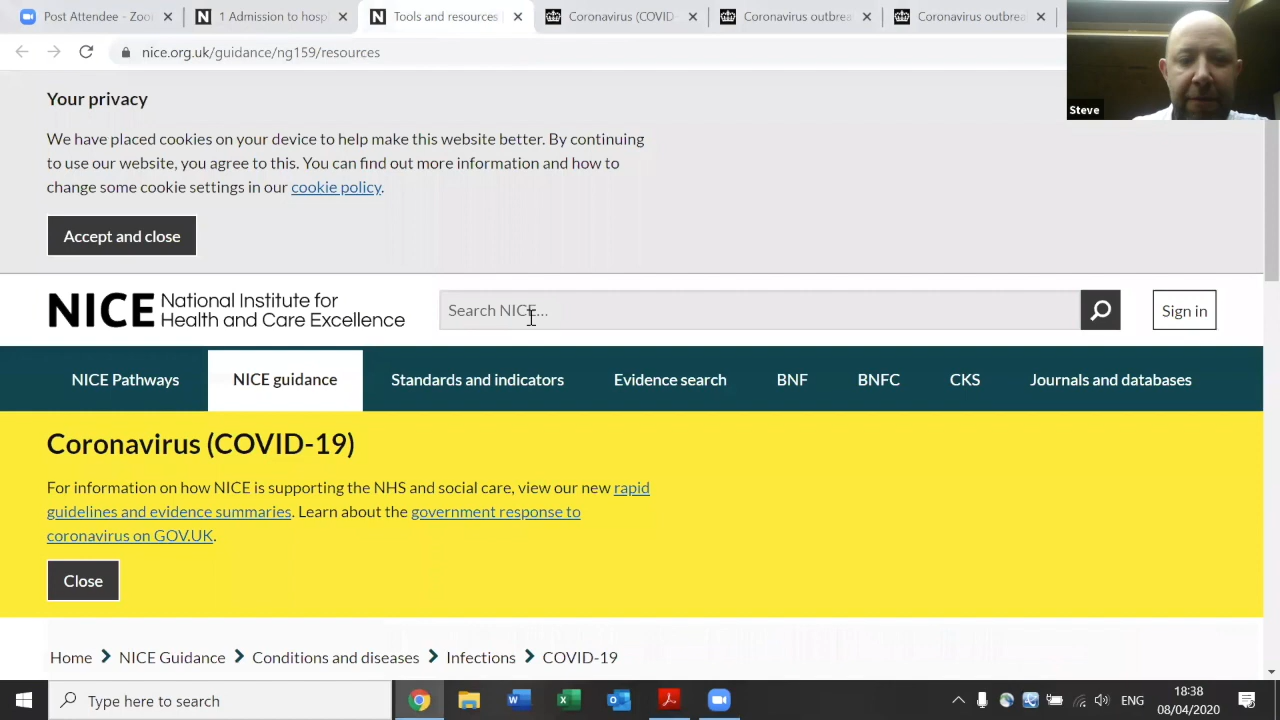 Post Attendee - Zoo
1 Admission to hosp
Tools and resources
Coronavirus (COVID-
Coronavirus outbrea
Coronavirus outbrea
nice.org.uk/guidance/ng159/resources
Steve
Your privacy
We have placed cookies on your device to help make this website better. By continuing
to use our website, you agree to this. You can find out more information and how to
change some cookie settings in our cookie policy.
Accept and close
NICE National Institute for
Health and Care Excellence
Search NICE...
Sign in
NICE Pathways
NICE guidance
Standards and indicators
Evidence search
BNF
BNFC
CKS
Journals and databases
Coronavirus (COVID-19)
For information on how NICE is supporting the NHS and social care, view our new rapid
guidelines and evidence summaries. Learn about the government response to
coronavirus on GOV.UK.
Close
Home > NICE Guidance > Conditions and diseases > Infections > COVID-19
Type here to search
ENG
18:38
08/04/2020